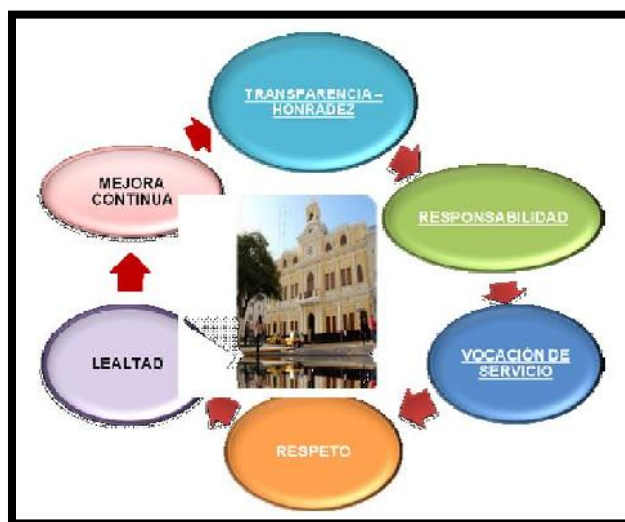 TRANSPARENCIA –
HONRADEZ
RESPONSABILIDAD
VOCACIÓN DE
SERVICIO
RESPETO
LEALTAD
MEJORA
CONTINUA